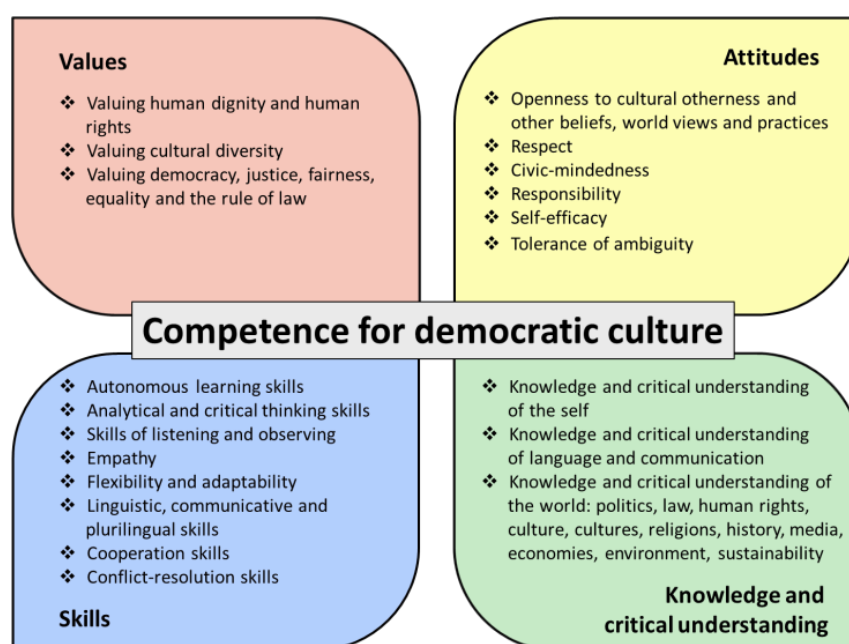 Values
❖ Valuing human dignity and human
rights
❖ Valuing cultural diversity
❖ Valuing democracy, justice, fairness,
equality and the rule of law
Attitudes
❖ Openness to cultural otherness and
other beliefs, world views and practices
❖ Respect
❖ Civic-mindedness
❖ Responsibility
❖ Self-efficacy
❖ Tolerance of ambiguity
Competence for democratic culture
❖ Autonomous learning skills
❖ Analytical and critical thinking skills
❖ Skills of listening and observing
❖ Empathy
❖ Flexibility and adaptability
❖ Linguistic, communicative and
plurilingual skills
❖ Cooperation skills
❖ Conflict-resolution skills
Skills
❖ Knowledge and critical understanding
of the self
❖ Knowledge and critical understanding
of language and communication
❖ Knowledge and critical understanding of
the world: politics, law, human rights,
culture, cultures, religions, history, media,
economies, environment, sustainability
Knowledge and
critical understanding